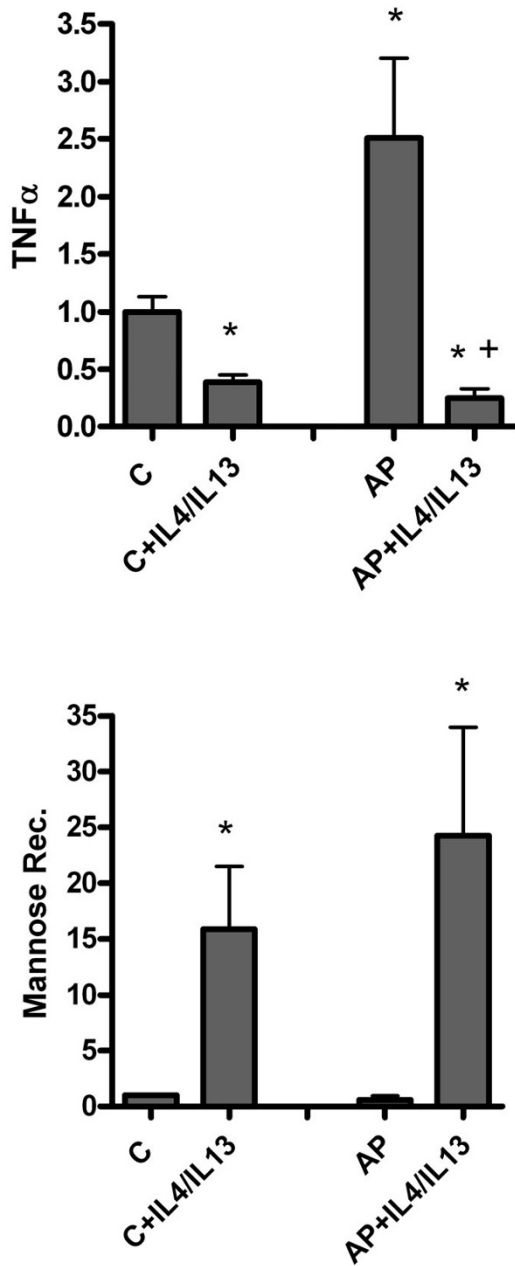 3.5
3.0
2.5
2.0
1.5
1.0
0.5
0.0
TNFα
*
*
* +
C
C+IL4/IL13
AP
AP+IL4/IL13
35
30
25
20
15
10
5
0
Mannose Rec.
*
*
C
C+IL4/IL13
AP
AP+IL4/IL13